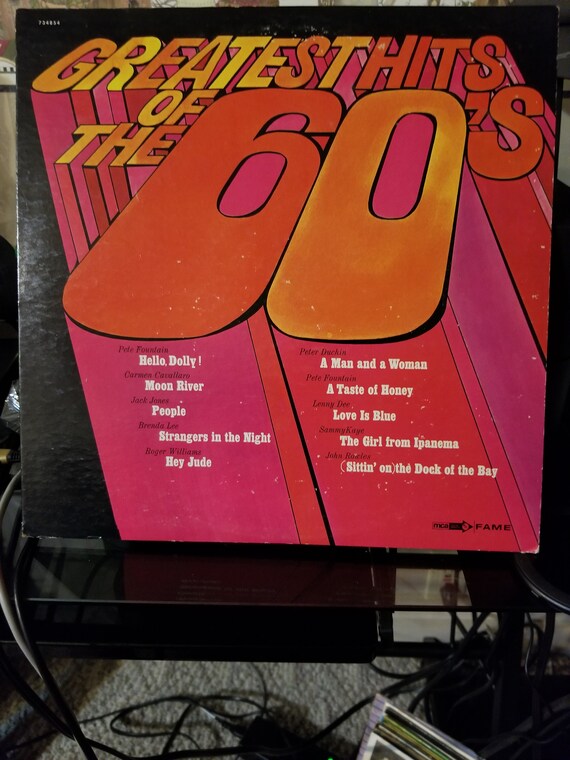 734854
GREATEST HITS
OF
THE 60'S
Pete Fountain
Hello, Dolly!
Carmen Cavallaro
Moon River
Jack Jones
People
Brenda Lee
Strangers in the Night
Roger Williams
Hey Jude
Peter Duchin
A Man and a Woman
Pete Fountain
A Taste of Honey
Lenny Dee
Love Is Blue
Sammy Kaye
The Girl from Ipanema
John Rowles
(Sittin' on) the Dock of the Bay
mca FAME